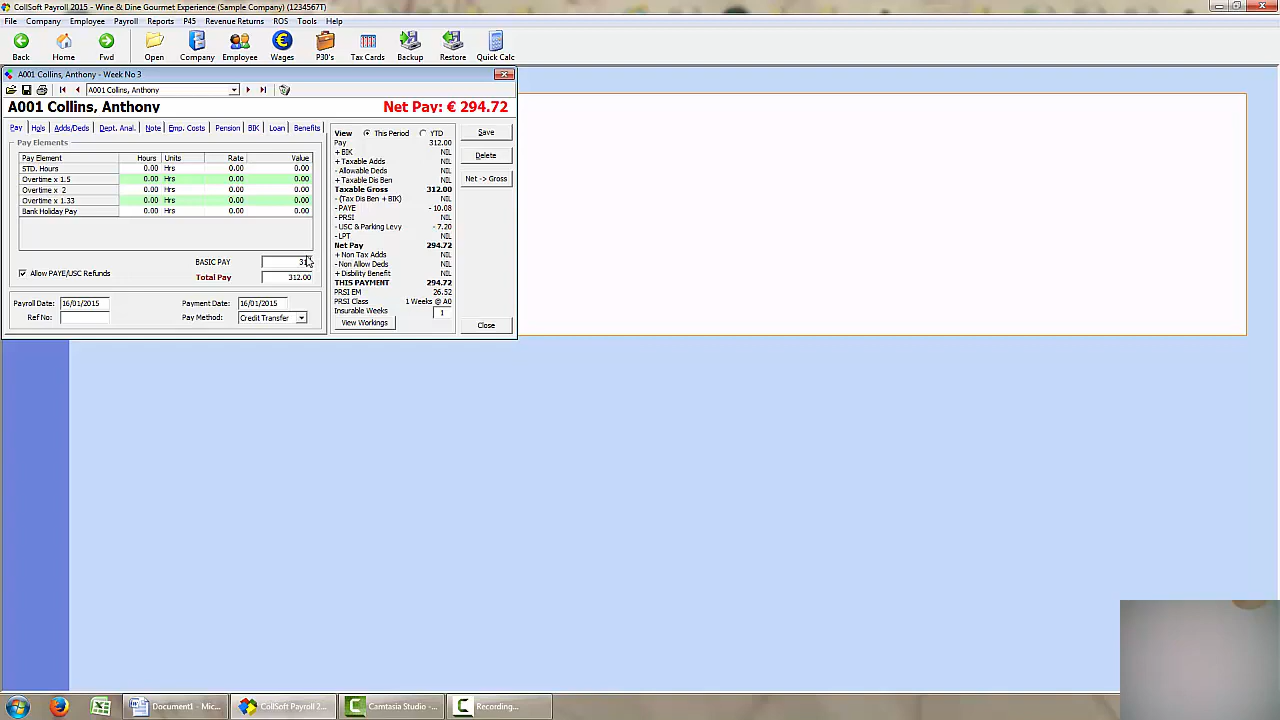 CollSoft Payroll 2015 - Wine & Dine Gourmet Experience (Sample Company) (1234567T)
File Company Employee Payroll Reports P45 Revenue Returns ROS Tools Help
Back Home Fwd Open Company Employee Wages P30's Tax Cards Backup Restore Quick Calc
A001 Collins, Anthony - Week No 3
A001 Collins, Anthony
A001 Collins, Anthony Net Pay: € 294.72
Pay Hols Adds/Deds Dept. Anal. Note Emp. Costs Pension BIK Loan Benefits
Pay Elements
Pay Element Hours Units Rate Value
STD. Hours 0.00 Hrs 0.00 0.00
Overtime x 1.5 0.00 Hrs 0.00 0.00
Overtime x 2 0.00 Hrs 0.00 0.00
Overtime x 1.33 0.00 Hrs 0.00 0.00
Bank Holiday Pay 0.00 Hrs 0.00 0.00
BASIC PAY
Allow PAYE/USC Refunds
Total Pay 312.00
Payroll Date: 16/01/2015 Payment Date: 16/01/2015
Ref No: Pay Method: Credit Transfer
View This Period YTD
Pay 312.00
+ BIK NIL
+ Taxable Adds NIL
- Allowable Deds NIL
+ Taxable Dis Ben NIL
Taxable Gross 312.00
- (Tax Dis Ben + BIK) NIL
- PAYE - 10.08
- PRSI NIL
- USC & Parking Levy - 7.20
- LPT NIL
Net Pay 294.72
+ Non Tax Adds NIL
- Non Allow Deds NIL
+ Disbility Benefit NIL
THIS PAYMENT 294.72
PRSI EM 26.52
PRSI Class 1 Weeks @ A0
Insurable Weeks 1
View Workings
Save
Delete
Net -> Gross
Close
Document1 - Mic... CollSoft Payroll 2... Camtasia Studio -... Recording...